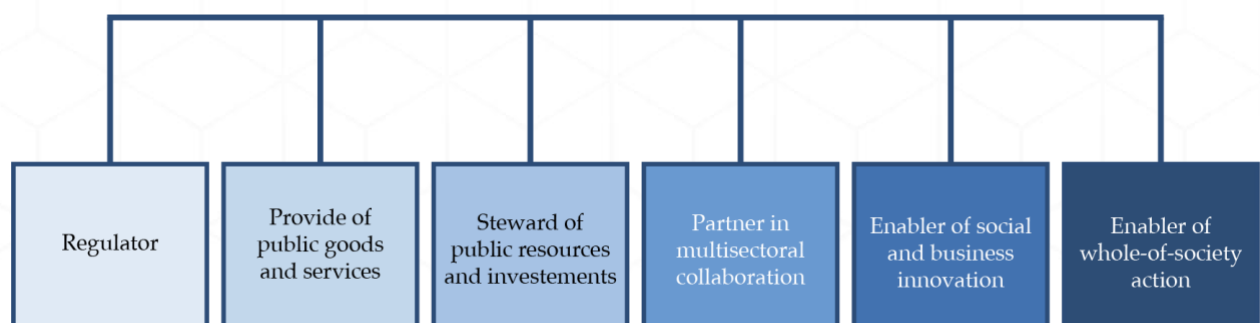 Regulator
Provide of
public goods
and services
Steward of
public resources
and investements
Partner in
multisectoral
collaboration
Enabler of social
and business
innovation
Enabler of
whole-of-society
action